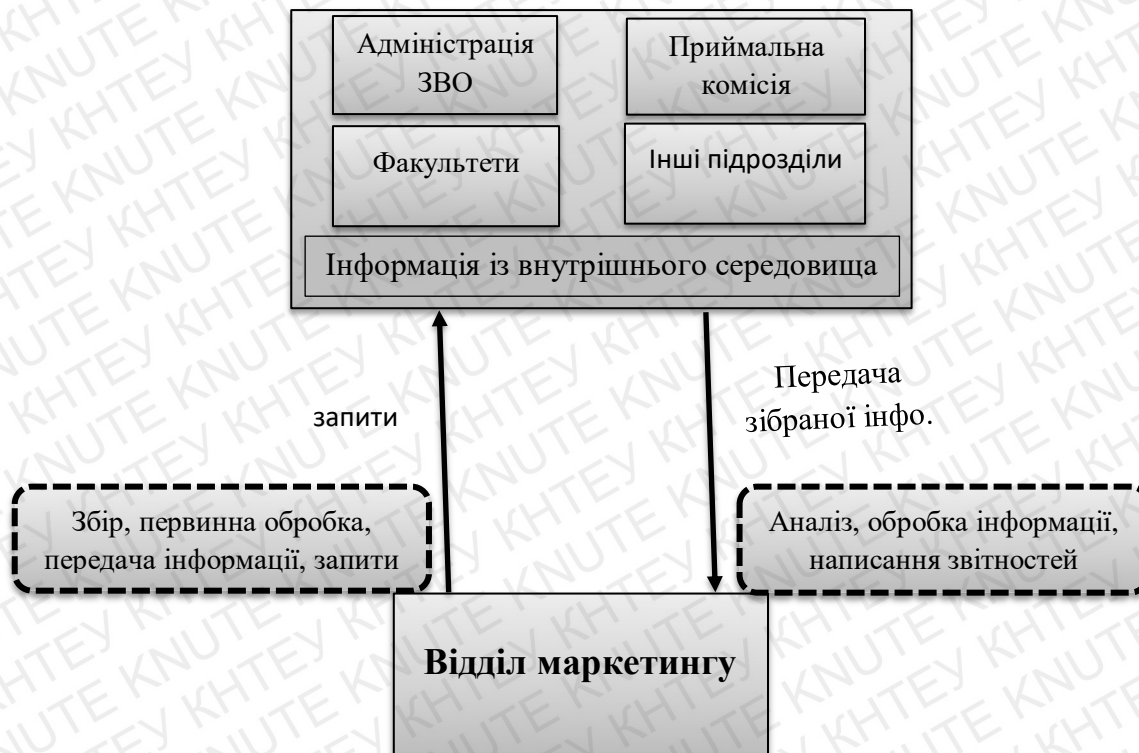 Адміністрація
ЗВО
Приймальна
комісія
Факультети
Інші підрозділи
Інформація із внутрішнього середовища
запити
Передача
зібраної інфо.
Збір, первинна обробка,
передача інформації, запити
Аналіз, обробка інформації,
написання звітностей
Відділ маркетингу